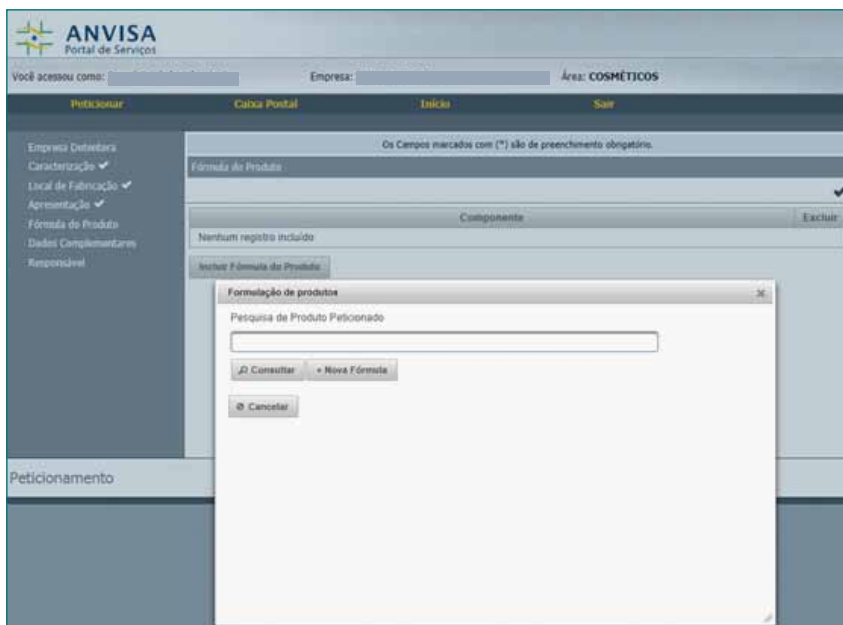 ANVISA
Portal de Serviços
Você acessou como: Empresa: Área: COSMÉTICOS
Peticionar Caixa Postal Início Sair
Os Campos marcados com (*) são de preenchimento obrigatório.
Empresa Detentora
Caracterização ✔
Local de Fabricação ✔
Apresentação ✔
Fórmula do Produto
Dados Complementares
Responsável
Fórmula do Produto
Componente Excluir
Nenhum registro incluído
Incluir Fórmula do Produto
Formulação de produtos
Pesquisa de Produto Peticionado
Consultar + Nova Fórmula
Cancelar
Peticionamento